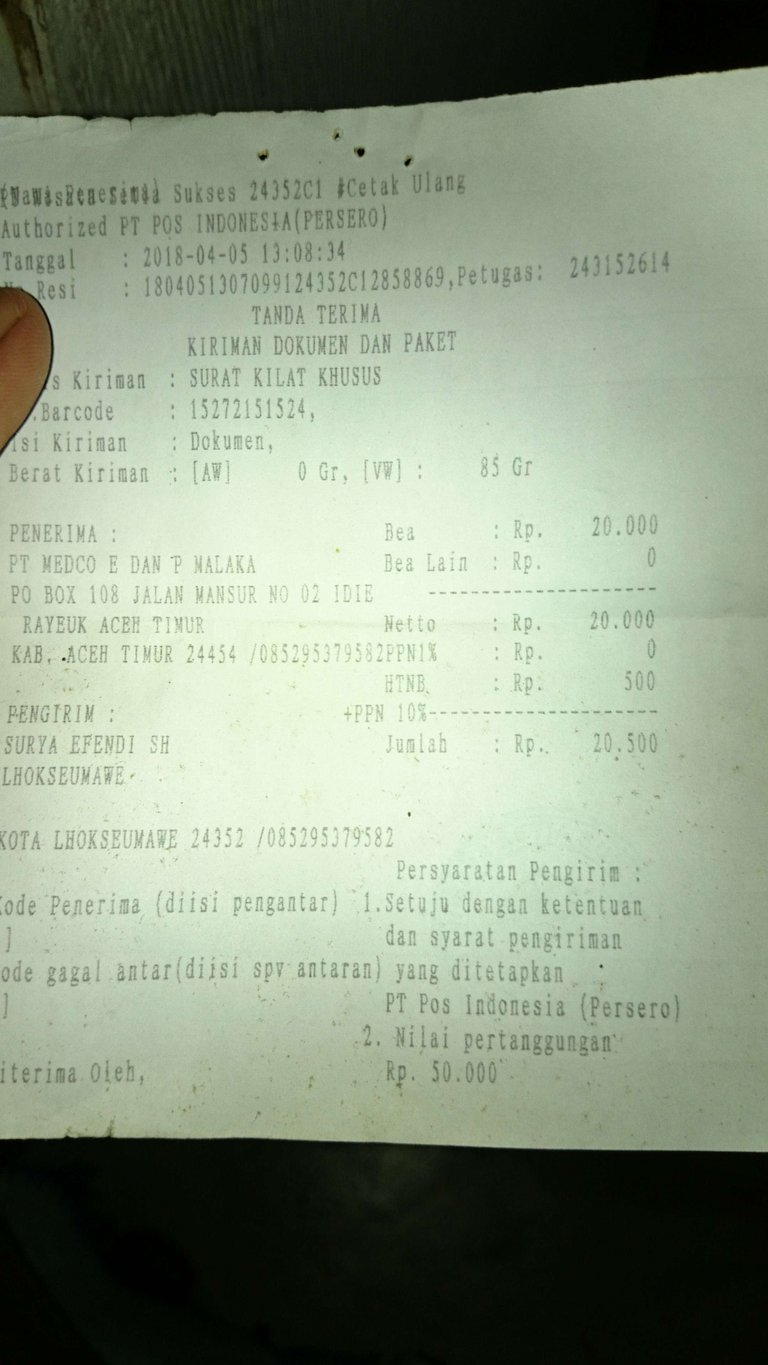 Sukses 24352C1 #Cetak Ulang
Authorized PT POS INDONESIA(PERSERO)
Tanggal : 2018-04-05 13:08:34
Resi : 1804051307099124352C12858869,Petugas: 243152614
TANDA TERIMA
KIRIMAN DOKUMEN DAN PAKET
s Kiriman : SURAT KILAT KHUSUS
.Barcode : 15272151524,
Isi Kiriman : Dokumen,
Berat Kiriman : [AW] 0 Gr, [VW] : 85 Gr
PENERIMA : Bea : Rp. 20.000
PT MEDCO E DAN P MALAKA Bea Lain : Rp. 0
PO BOX 108 JALAN MANSUR NO 02 IDIE --------------------
RAYEUK ACEH TIMUR Netto : Rp. 20.000
KAB. ACEH TIMUR 24454 /085295379582PPN1% : Rp. 0
HTNB : Rp. 500
PENGIRIM : +PPN 10%--------------------
SURYA EFENDI SH Jumlah : Rp. 20.500
LHOKSEUMAWE
KOTA LHOKSEUMAWE 24352 /085295379582
Persyaratan Pengirim :
Kode Penerima (diisi pengantar) 1.Setuju dengan ketentuan
] dan syarat pengiriman
ode gagal antar(diisi spv antaran) yang ditetapkan
] PT Pos Indonesia (Persero)
2. Nilai pertanggungan
iterima Oleh, Rp. 50.000